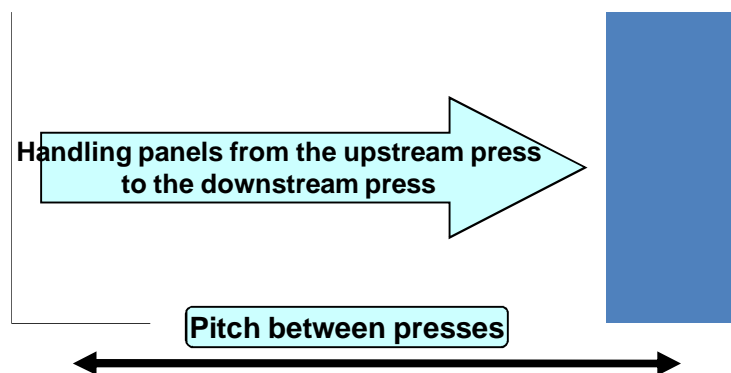 Handling panels from the upstream press
to the downstream press
Pitch between presses